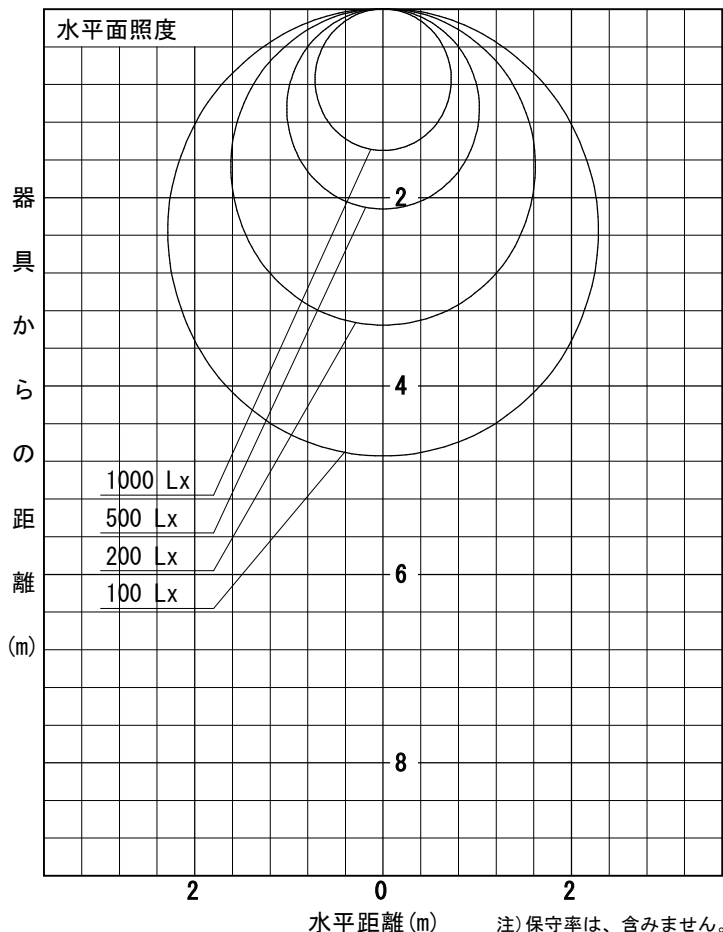 水平面照度
器具からの距離(m)
2
4
6
8
1000 Lx
500 Lx
200 Lx
100 Lx
2 0 2
水平距離(m)
注)保守率は、含みません。